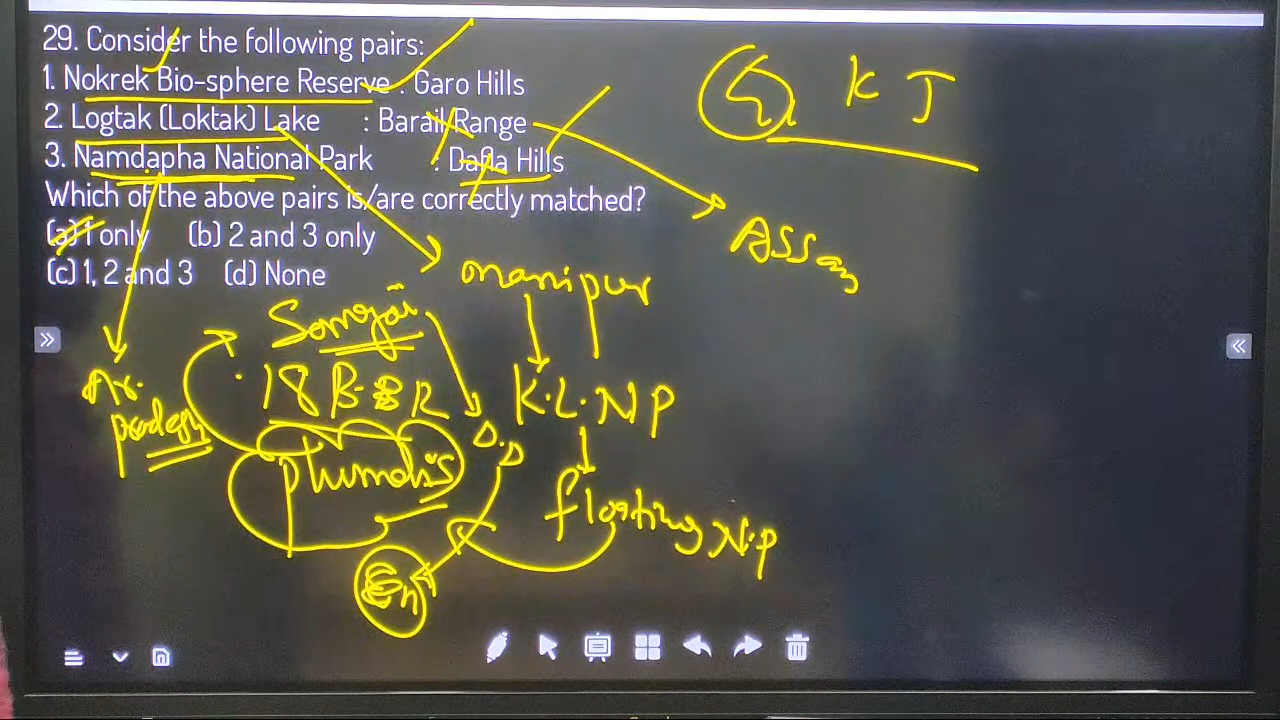 29. Consider the following pairs:
1. Nokrek Bio-sphere Reserve : Garo Hills
2. Logtak (Loktak) Lake : Barail Range
3. Namdapha National Park : Dafla Hills
Which of the above pairs is/are correctly matched?
(a) 1 only (b) 2 and 3 only
(c) 1, 2 and 3 (d) None
K J
Assam
manipur
Sangai
18 B.R
Ar.
pradesh
K.L.NP
D.D
phumdis
floating N.P
En